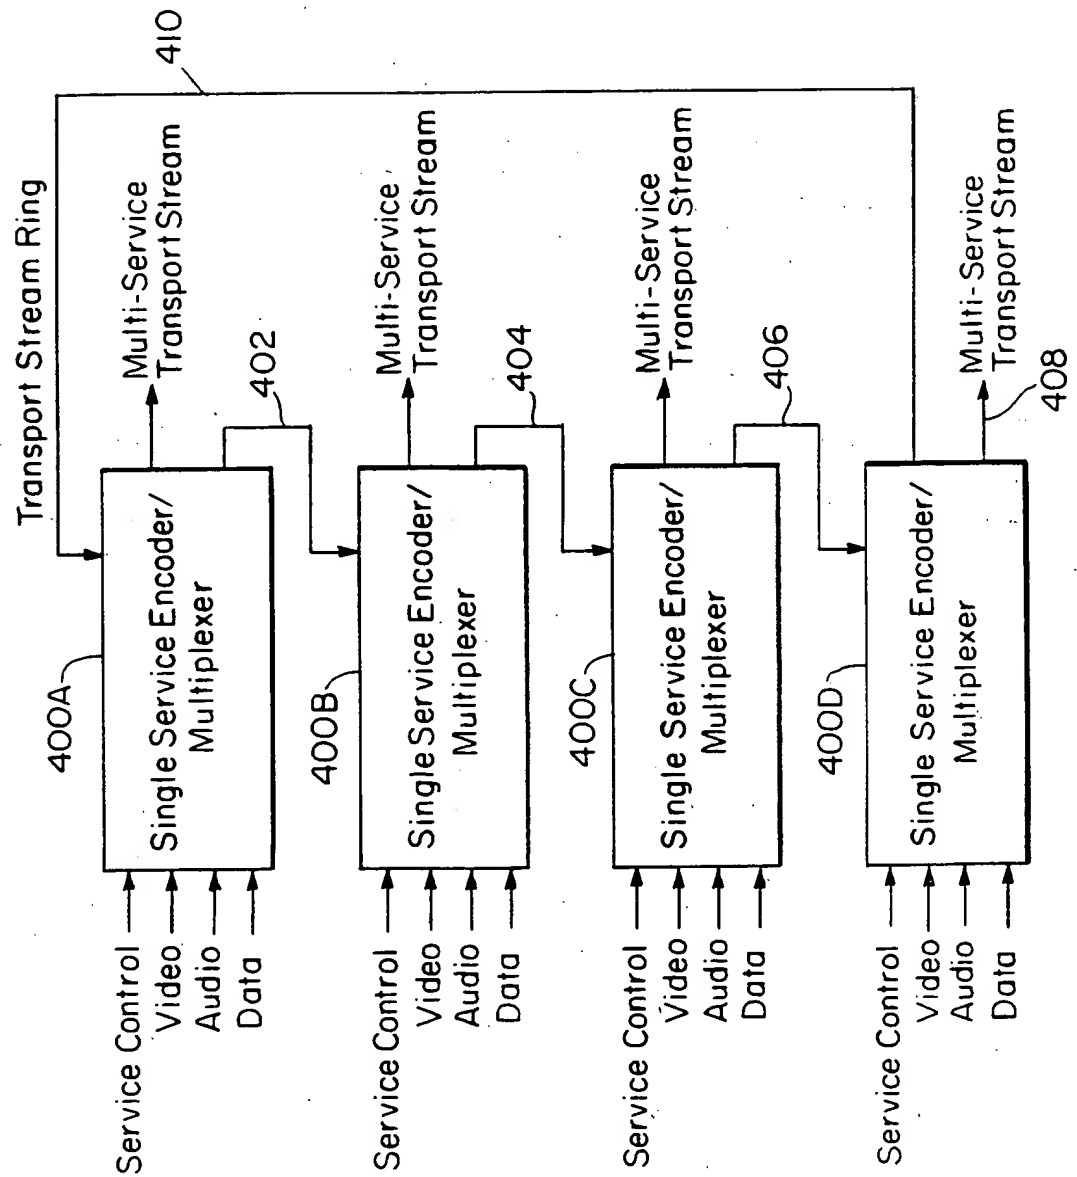 410
Transport Stream Ring
400A
Service Control
Video
Audio
Data
Single Service Encoder/
Multiplexer
Multi-Service
Transport Stream
402
400B
Service Control
Video
Audio
Data
Single Service Encoder/
Multiplexer
Multi-Service
Transport Stream
404
400C
Service Control
Video
Audio
Data
Single Service Encoder/
Multiplexer
Multi-Service
Transport Stream
406
400D
Service Control
Video
Audio
Data
Single Service Encoder/
Multiplexer
Multi-Service
Transport Stream
408